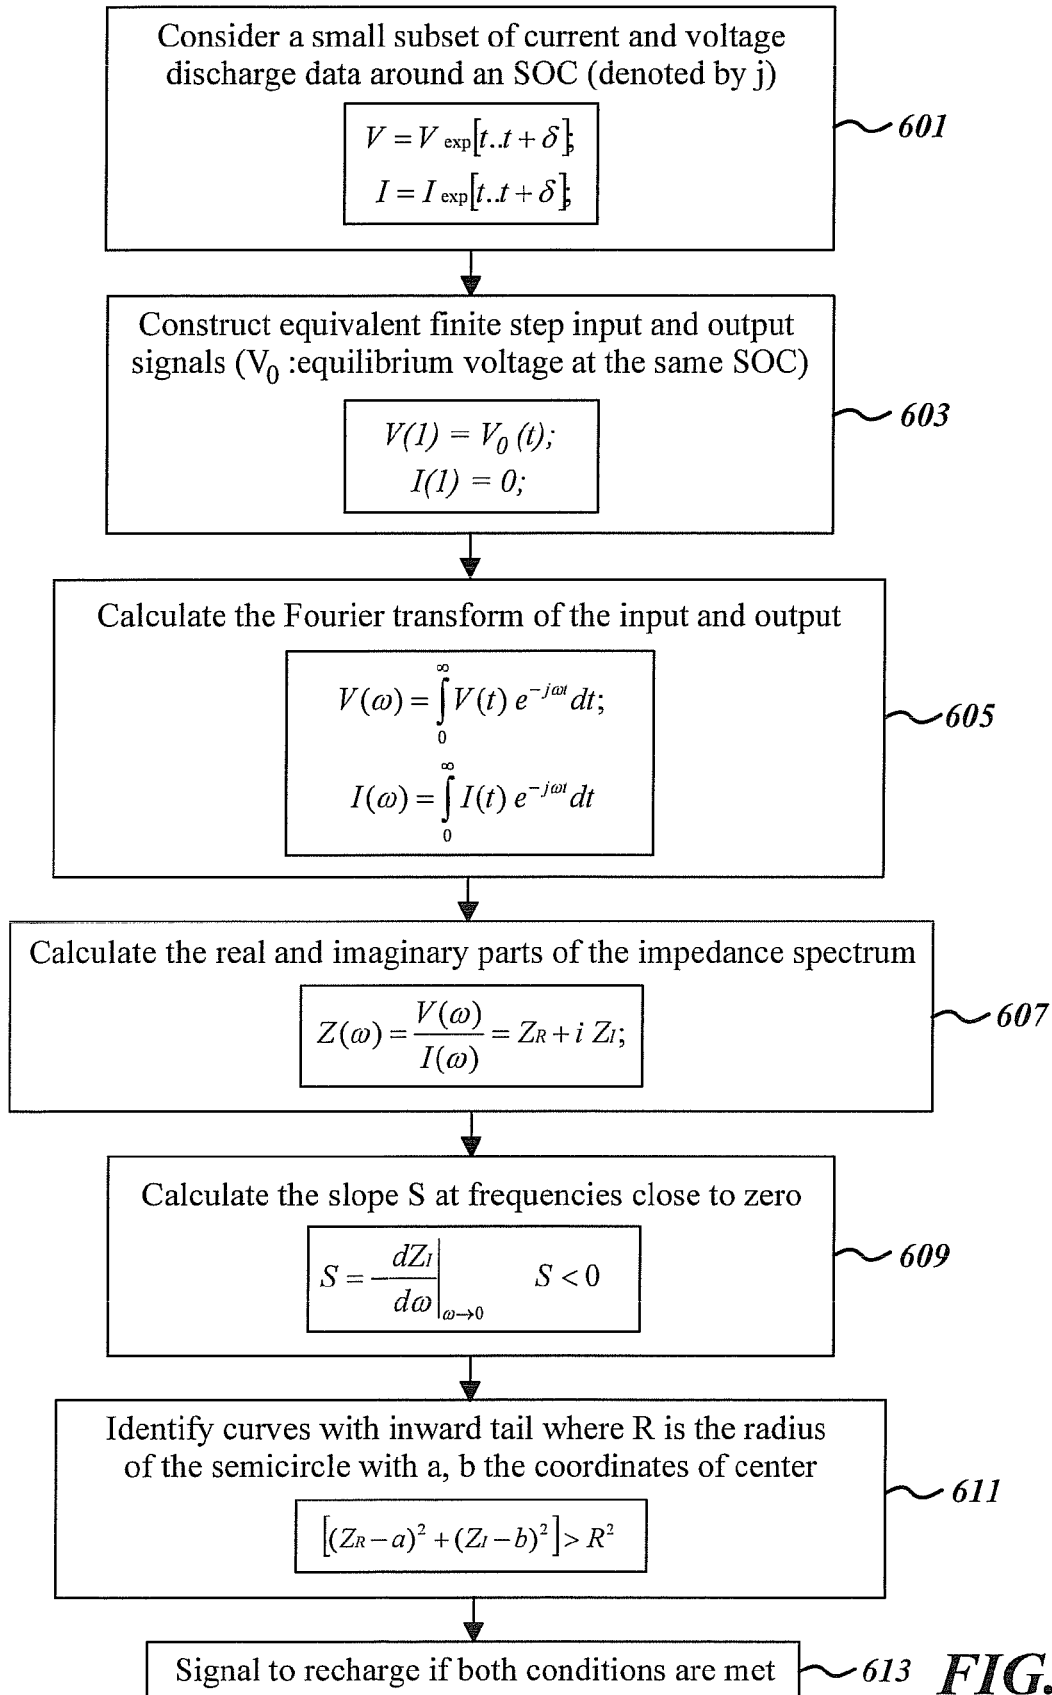 Consider a small subset of current and voltage
discharge data around an SOC (denoted by j)
V = V exp[t..t + δ];
I = I exp[t..t + δ];
601
Construct equivalent finite step input and output
signals (V₀ :equilibrium voltage at the same SOC)
V(1) = V₀ (t);
I(1) = 0;
603
Calculate the Fourier transform of the input and output
V(ω) = ∫₀^∞ V(t) e^{-jωt} dt;
I(ω) = ∫₀^∞ I(t) e^{-jωt} dt
605
Calculate the real and imaginary parts of the impedance spectrum
Z(ω) = V(ω)/I(ω) = Z_R + i Z_I;
607
Calculate the slope S at frequencies close to zero
S = -dZ_I/dω|_{ω→0} S < 0
609
Identify curves with inward tail where R is the radius
of the semicircle with a, b the coordinates of center
[(Z_R – a)² + (Z_I – b)²] > R²
611
Signal to recharge if both conditions are met
613
FIG.